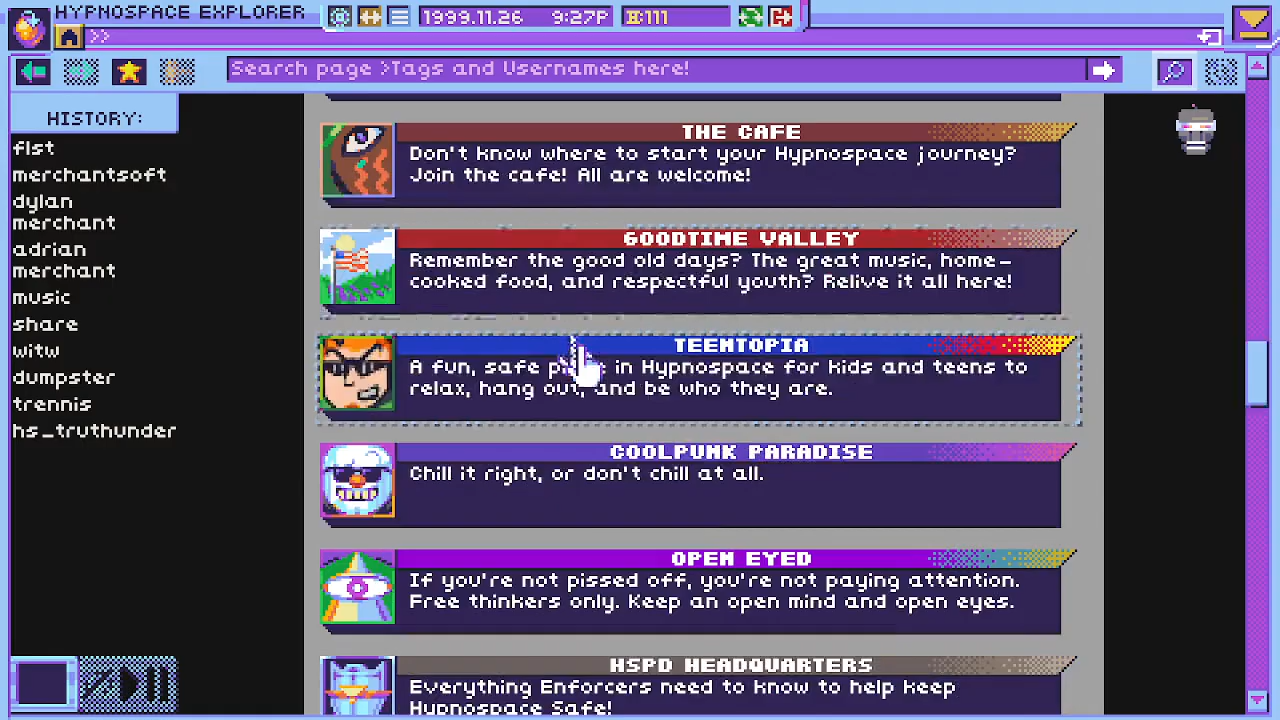 HYPNOSPACE EXPLORER
1999.11.26 9:27P
111
>>
Search page >Tags and Usernames here!
HISTORY:
flst
merchantsoft
dylan
merchant
adrian
merchant
music
share
witw
dumpster
trennis
hs_truthunder
THE CAFE
Don't know where to start your Hypnospace journey?
Join the cafe! All are welcome!
GOODTIME VALLEY
Remember the good old days? The great music, home-
cooked food, and respectful youth? Relive it all here!
TEENTOPIA
A fun, safe in Hypnospace for kids and teens to
relax, hang out, and be who they are.
COOLPUNK PARADISE
Chill it right, or don't chill at all.
OPEN EYED
If you're not pissed off, you're not paying attention.
Free thinkers only. Keep an open mind and open eyes.
HSPD HEADQUARTERS
Everything Enforcers need to know to help keep
Hypnospace Safe!